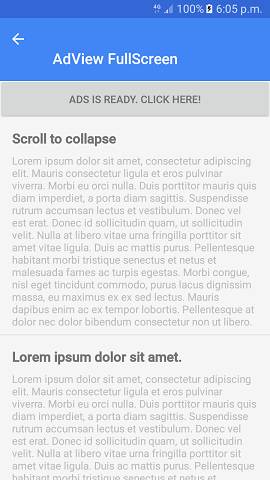 4G 100% 6:05 p.m.
AdView FullScreen
ADS IS READY. CLICK HERE!
Scroll to collapse
Lorem ipsum dolor sit amet, consectetur adipiscing
elit. Mauris consectetur ligula et eros pulvinar
viverra. Morbi eu orci nulla. Duis porttitor mauris quis
diam imperdiet, a porta diam sagittis. Suspendisse
rutrum accumsan lectus et vestibulum. Donec vel
est erat. Donec id sollicitudin quam, ut sollicitudin
velit. Nulla at libero vitae urna fringilla porttitor sit
amet vitae ligula. Duis ac mattis purus. Pellentesque
habitant morbi tristique senectus et netus et
malesuada fames ac turpis egestas. Morbi congue,
nisl eget tincidunt commodo, purus lacus dignissim
massa, eu maximus ex ex sed lectus. Mauris
dapibus enim ac ex tempor lobortis. Pellentesque at
dolor nec dolor bibendum consectetur non ut libero.
Lorem ipsum dolor sit amet.
Lorem ipsum dolor sit amet, consectetur adipiscing
elit. Mauris consectetur ligula et eros pulvinar
viverra. Morbi eu orci nulla. Duis porttitor mauris quis
diam imperdiet, a porta diam sagittis. Suspendisse
rutrum accumsan lectus et vestibulum. Donec vel
est erat. Donec id sollicitudin quam, ut sollicitudin
velit. Nulla at libero vitae urna fringilla porttitor sit
amet vitae ligula. Duis ac mattis purus. Pellentesque